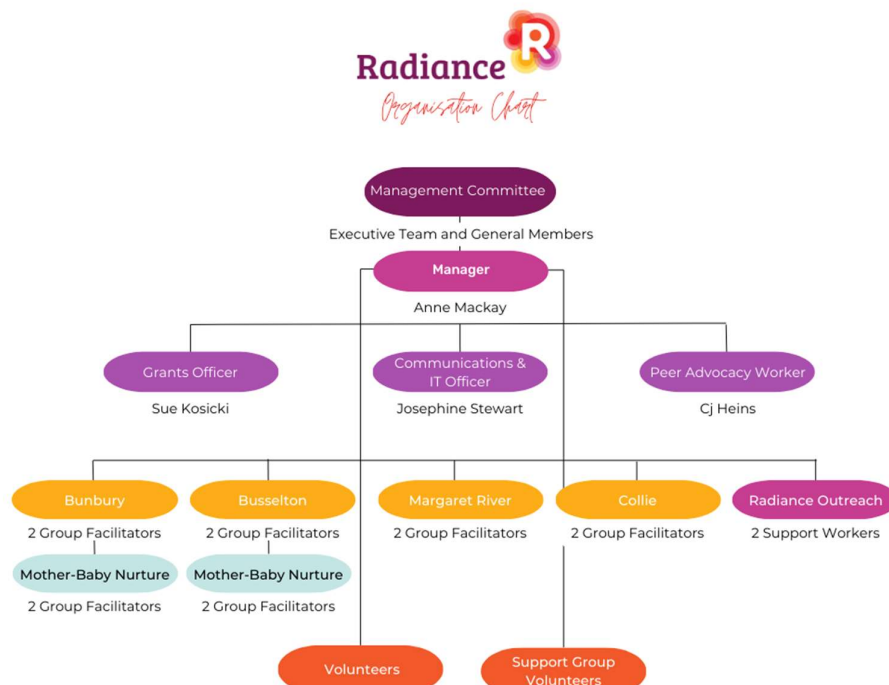 Radiance R
Organisation Chart
Management Committee
Executive Team and General Members
Manager
Anne Mackay
Grants Officer
Sue Kosicki
Communications &
IT Officer
Josephine Stewart
Peer Advocacy Worker
Cj Heins
Bunbury
2 Group Facilitators
Busselton
2 Group Facilitators
Margaret River
2 Group Facilitators
Collie
2 Group Facilitators
Radiance Outreach
2 Support Workers
Mother-Baby Nurture
2 Group Facilitators
Mother-Baby Nurture
2 Group Facilitators
Volunteers
Support Group
Volunteers